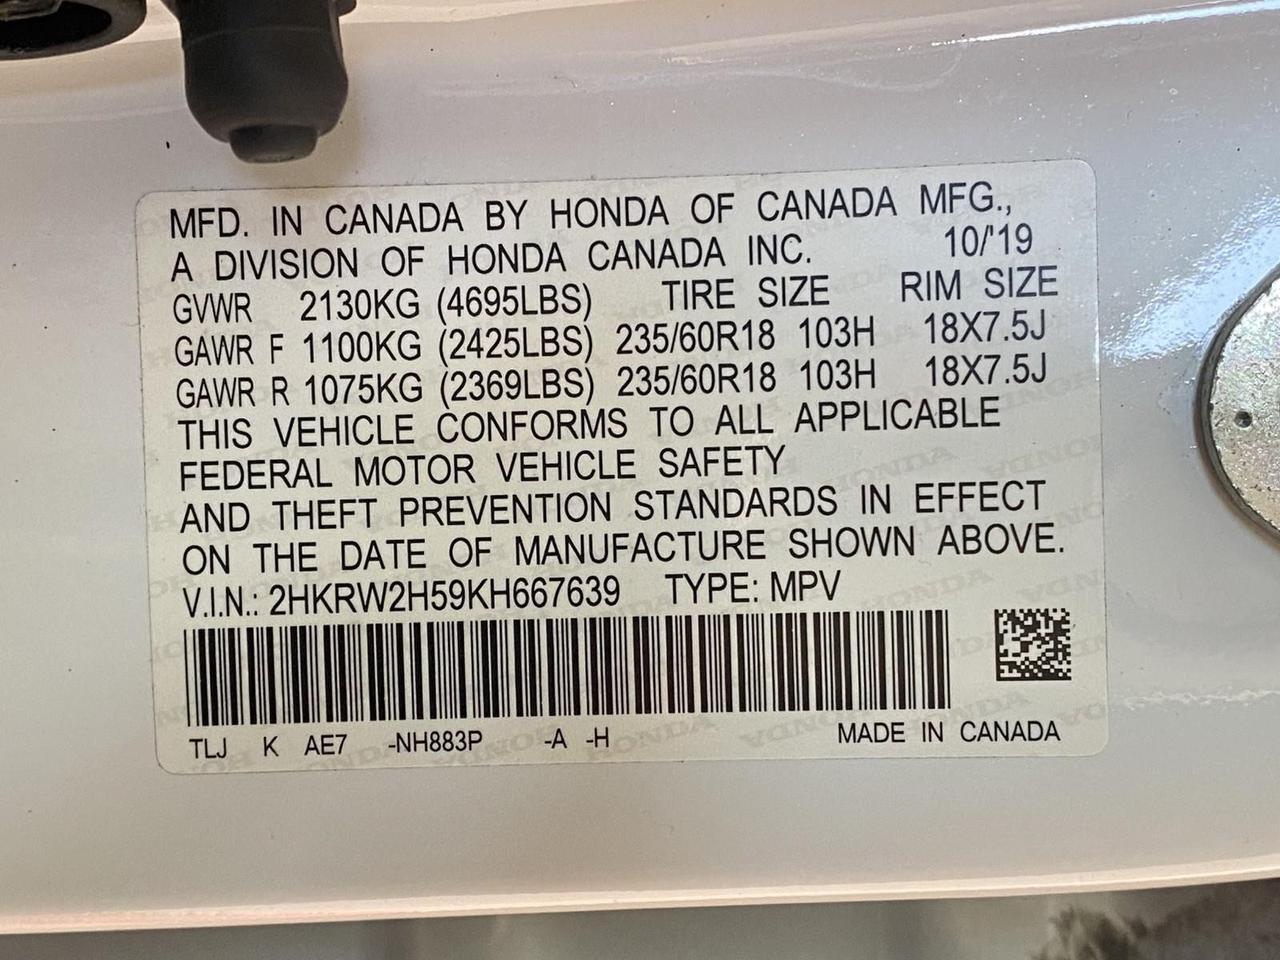 MFD. IN CANADA BY HONDA OF CANADA MFG.,
A DIVISION OF HONDA CANADA INC. 10/'19
GVWR 2130KG (4695LBS) TIRE SIZE RIM SIZE
GAWR F 1100KG (2425LBS) 235/60R18 103H 18X7.5J
GAWR R 1075KG (2369LBS) 235/60R18 103H 18X7.5J
THIS VEHICLE CONFORMS TO ALL APPLICABLE
FEDERAL MOTOR VEHICLE SAFETY
AND THEFT PREVENTION STANDARDS IN EFFECT
ON THE DATE OF MANUFACTURE SHOWN ABOVE.
V.I.N.: 2HKRW2H59KH667639 TYPE: MPV
TLJ K AE7 -NH883P -A -H MADE IN CANADA